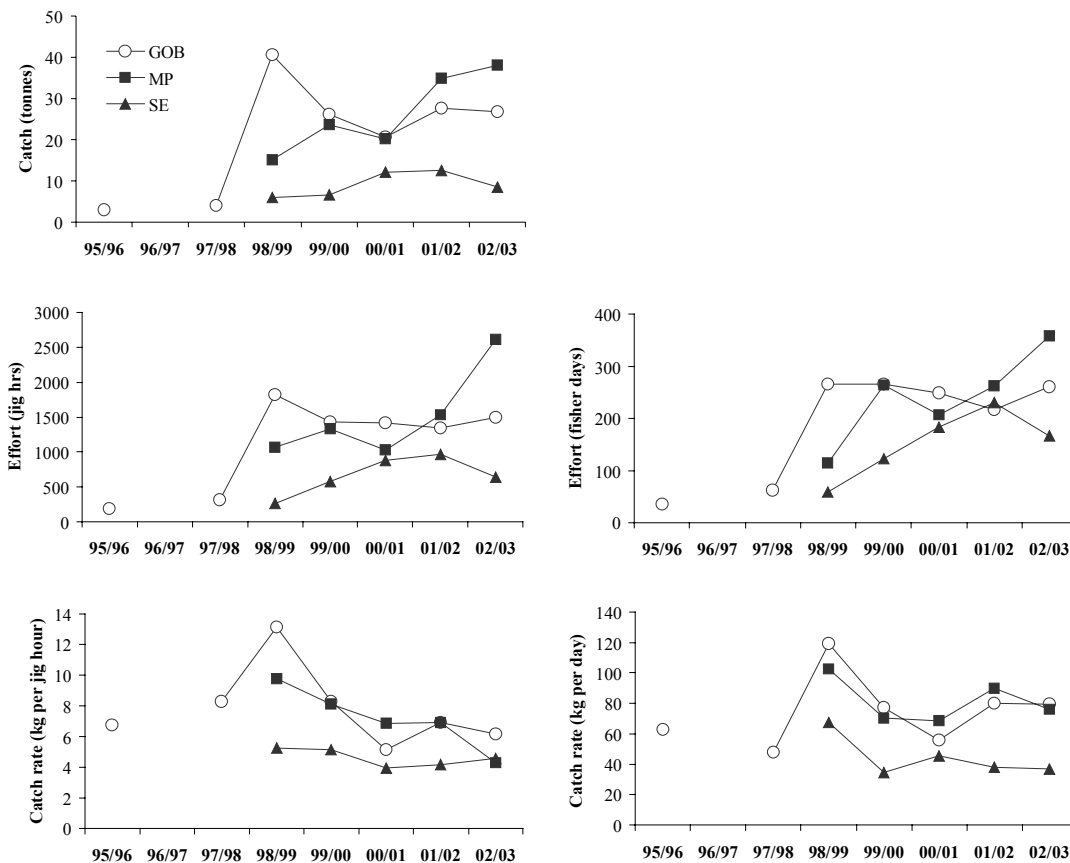 Catch (tonnes)
50
40
30
20
10
0
GOB
MP
SE
95/96 96/97 97/98 98/99 99/00 00/01 01/02 02/03
Effort (jig hrs)
3000
2500
2000
1500
1000
500
0
95/96 96/97 97/98 98/99 99/00 00/01 01/02 02/03
Effort (fisher days)
400
300
200
100
0
95/96 96/97 97/98 98/99 99/00 00/01 01/02 02/03
Catch rate (kg per jig hour)
14
12
10
8
6
4
2
0
95/96 96/97 97/98 98/99 99/00 00/01 01/02 02/03
Catch rate (kg per day)
140
120
100
80
60
40
20
0
95/96 96/97 97/98 98/99 99/00 00/01 01/02 02/03